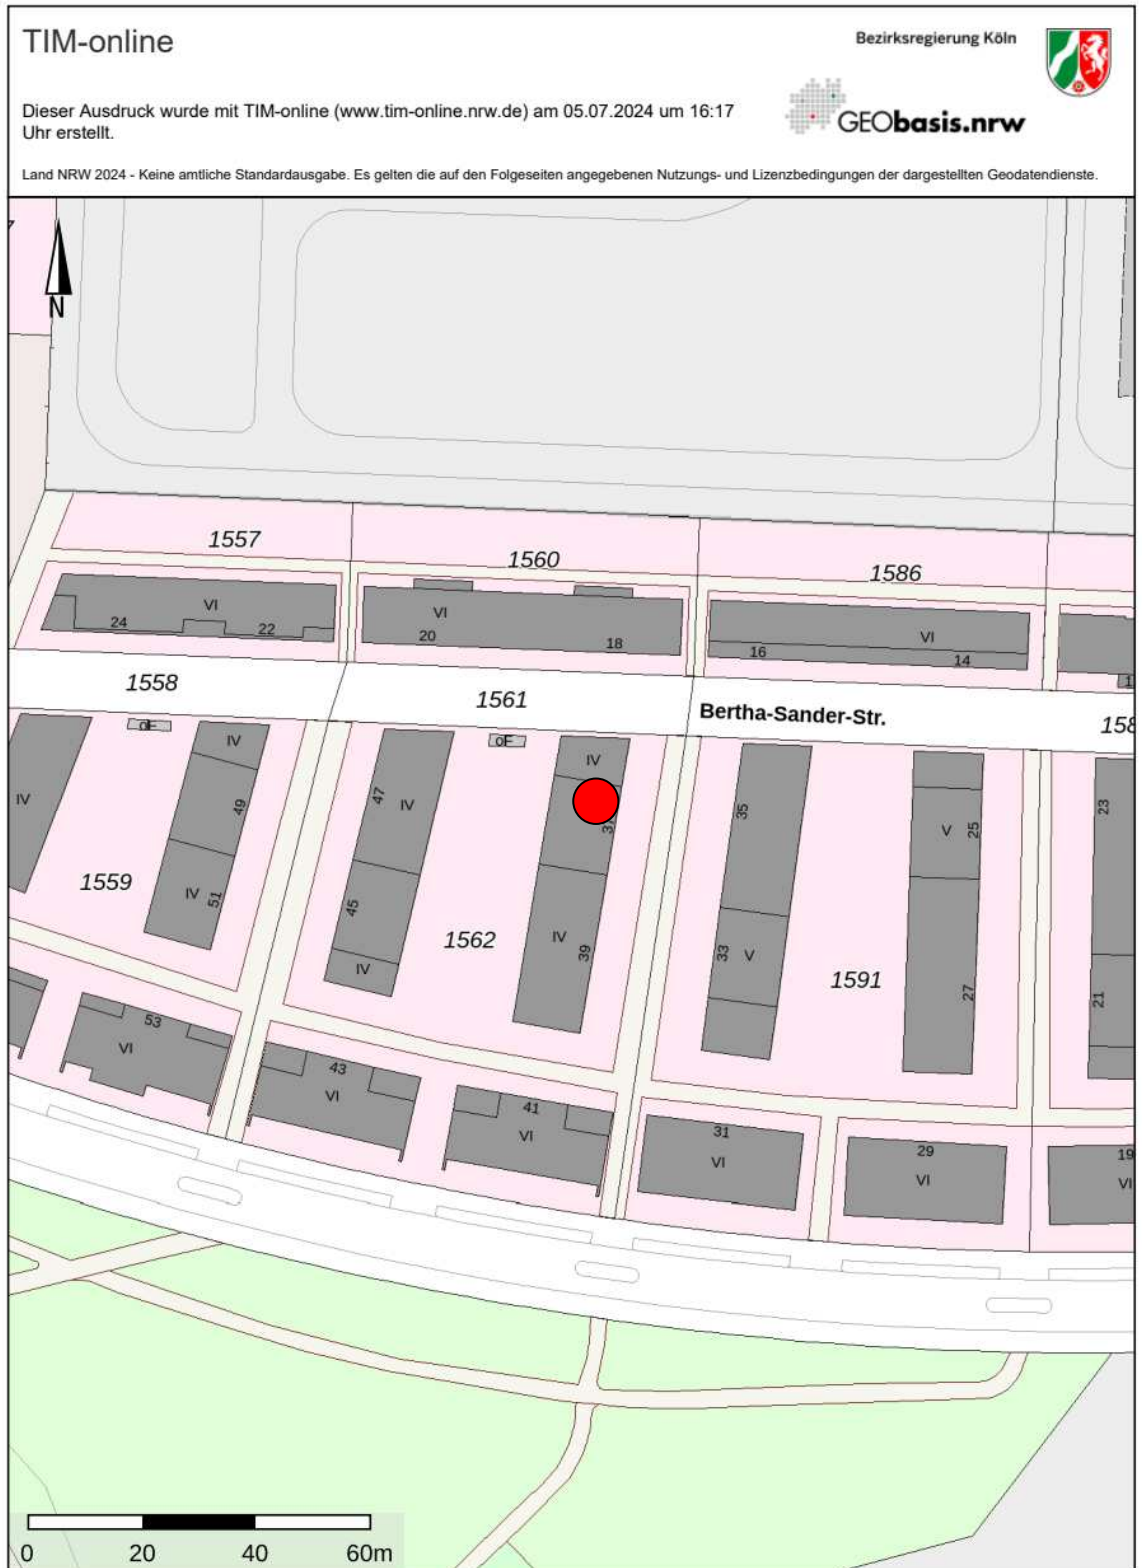 TIM-online
Bezirksregierung Köln
Dieser Ausdruck wurde mit TIM-online (www.tim-online.nrw.de) am 05.07.2024 um 16:17
Uhr erstellt.
GEObasis.nrw
Land NRW 2024 - Keine amtliche Standardausgabe. Es gelten die auf den Folgeseiten angegebenen Nutzungs- und Lizenzbedingungen der dargestellten Geodatendienste.
N
1557
1560
1586
VI
VI
VI
24
22
20
18
16
14
1558
1561
Bertha-Sander-Str.
158
oF
oF
IV
IV
IV
47
IV
49
37
35
V
25
23
1559
IV
51
45
1562
IV
39
33
V
1591
27
21
IV
53
VI
43
VI
41
VI
31
VI
29
VI
19
VI
0
20
40
60m